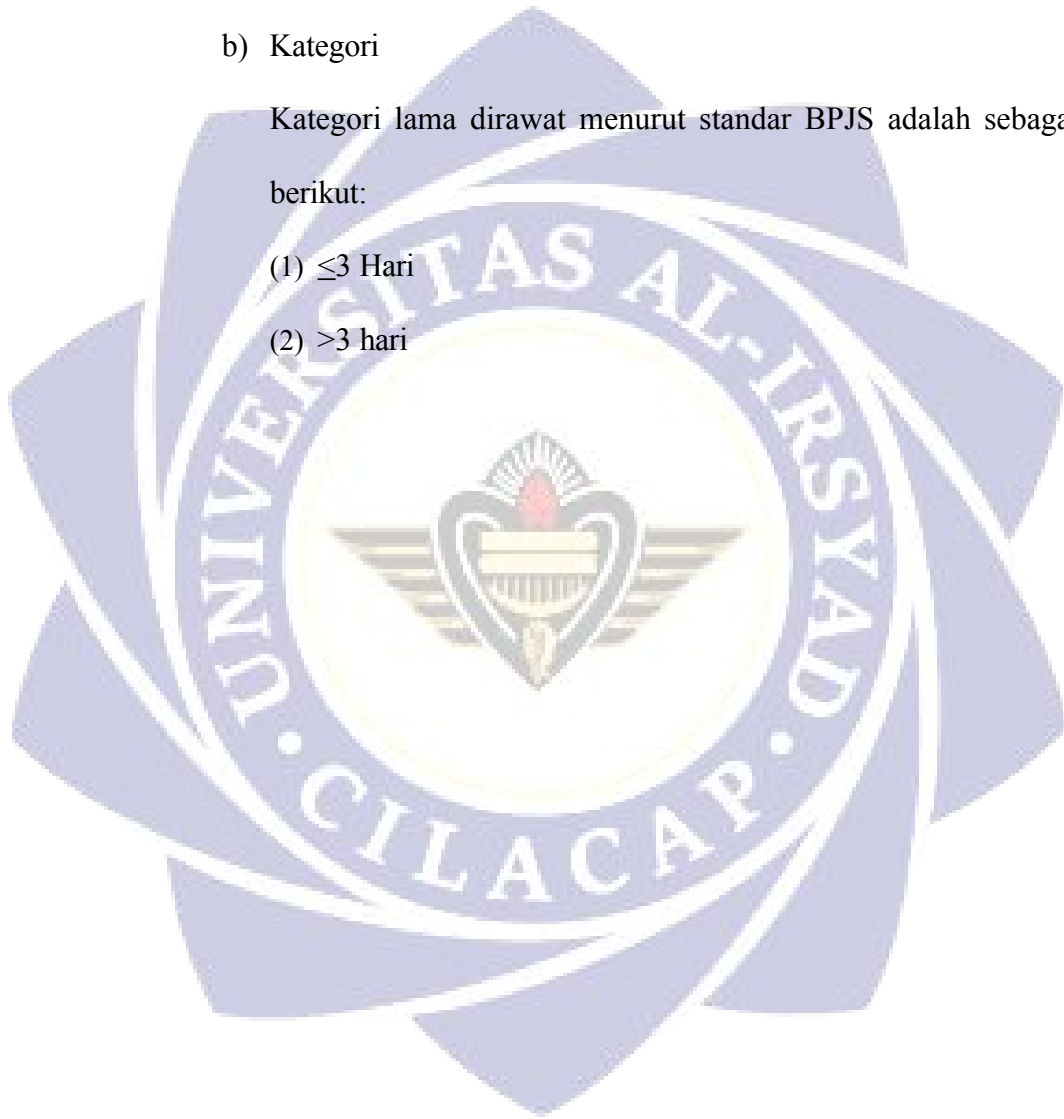 b) Kategori
Kategori lama dirawat menurut standar BPJS adalah sebaga
berikut:
(1) ≤3 Hari
(2) >3 hari
UNIVERSITAS AL-IRSYAD
• CILACAP •